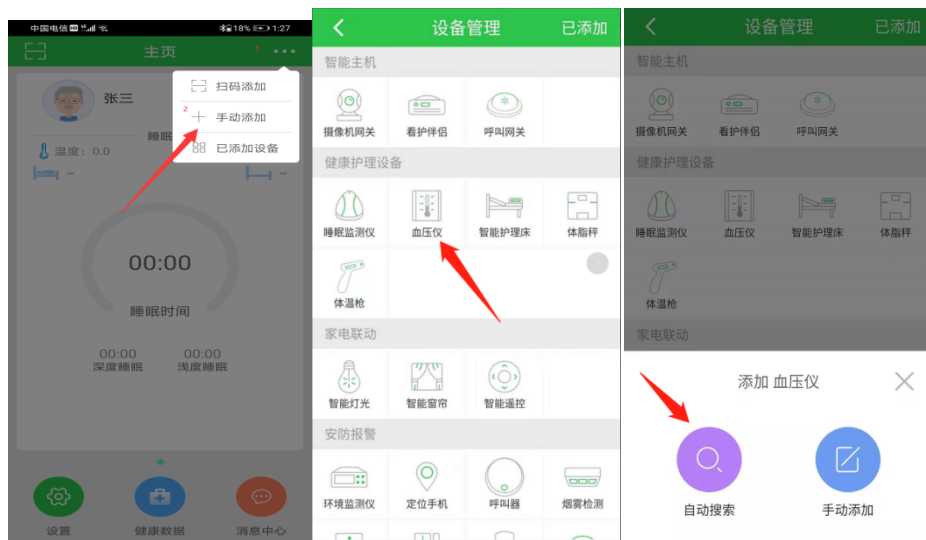 中国电信 18% 1:27
主页
扫码添加
张三
2
手动添加
睡眠
已添加设备
温度: 0.0
-
-
00:00
睡眠时间
00:00 00:00
深度睡眠 浅度睡眠
设置 健康数据 消息中心
设备管理 已添加
智能主机
摄像机网关 看护伴侣 呼叫网关
健康护理设备
睡眠监测仪 血压仪 智能护理床 体脂秤
体温枪
家电联动
智能灯光 智能窗帘 智能遥控
安防报警
环境监测仪 定位手机 呼叫器 烟雾检测
设备管理 已添加
智能主机
摄像机网关 看护伴侣 呼叫网关
健康护理设备
睡眠监测仪 血压仪 智能护理床 体脂秤
体温枪
家电联动
添加 血压仪
自动搜索 手动添加